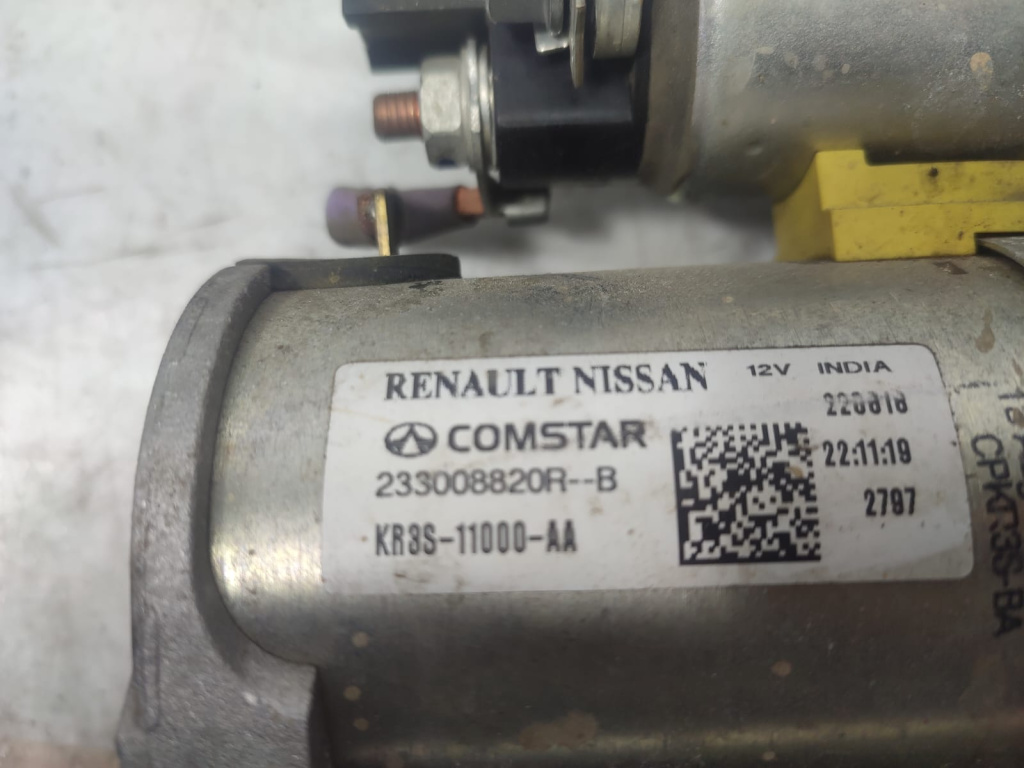 RENAULT NISSAN 12V INDIA
220818
COMSTAR
22:11:19
233008820R--B
2797
KR3S-11000-AA